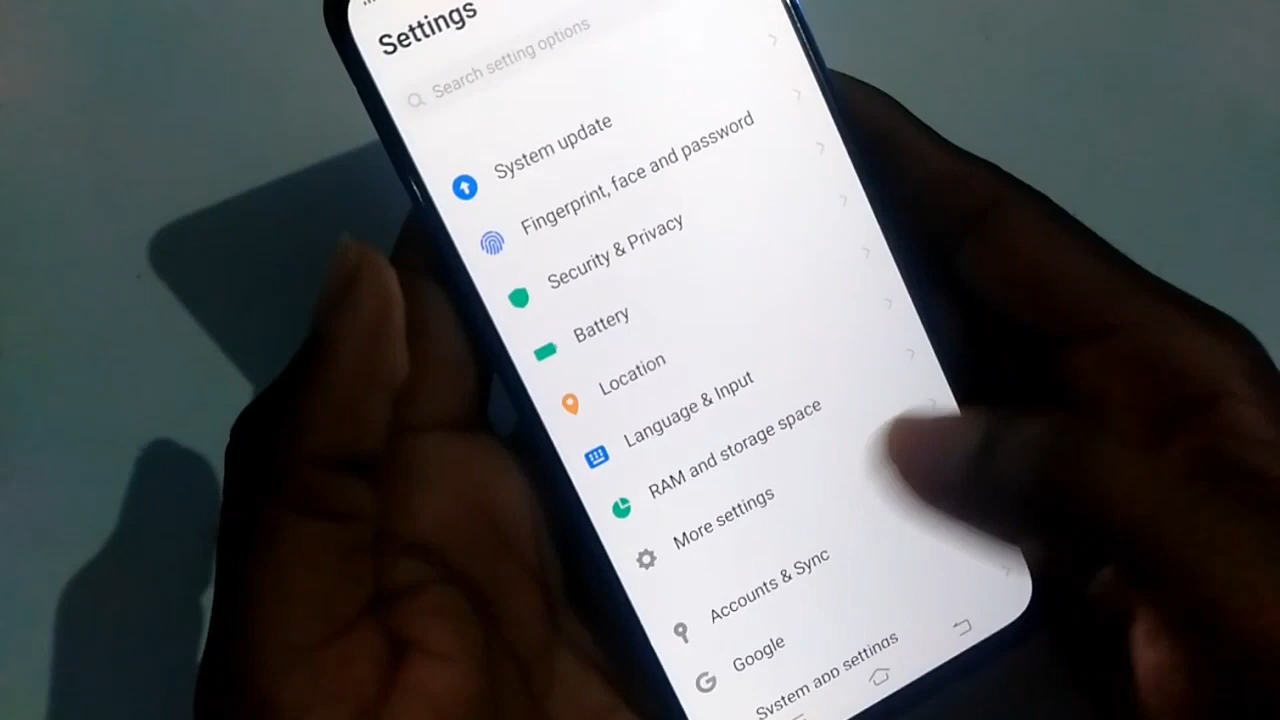 Settings
Search setting options
System update
Fingerprint, face and password
Security & Privacy
Battery
Location
Language & Input
RAM and storage space
More settings
Accounts & Sync
Google
System app settings